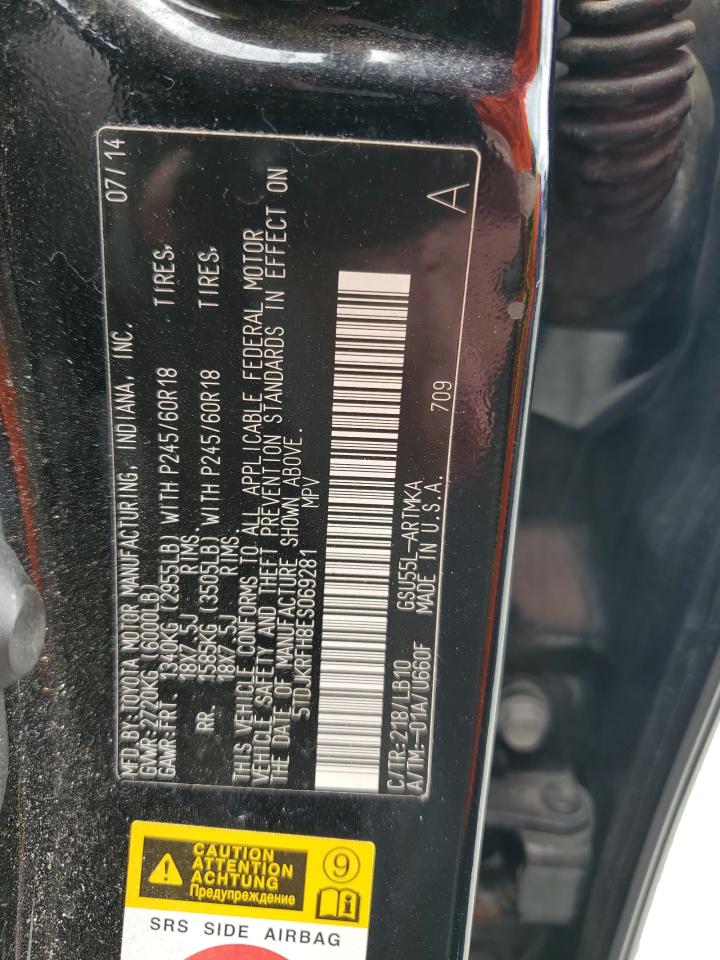 MFD.BY:TOYOTA MOTOR MANUFACTURING, INDIANA, INC. 07/14
GVWR:2720KG (6000LB)
GAWR:FRT. 1340KG (2955LB) WITH P245/60R18 TIRES,
18X7.5J RIMS.
RR. 1585KG (3505LB) WITH P245/60R18 TIRES,
18X7.5J RIMS.
THIS VEHICLE CONFORMS TO ALL APPLICABLE FEDERAL MOTOR
VEHICLE SAFETY AND THEFT PREVENTION STANDARDS IN EFFECT ON
THE DATE OF MANUFACTURE SHOWN ABOVE.
5TDJKRFH8ES069281 MPV
C/TR:218/LB10 GSU55L-ARTMKA A
A/TM:-01A/U660F MADE IN U.S.A. 709
CAUTION
ATTENTION
ACHTUNG
Предупреждение
9
SRS SIDE AIRBAG